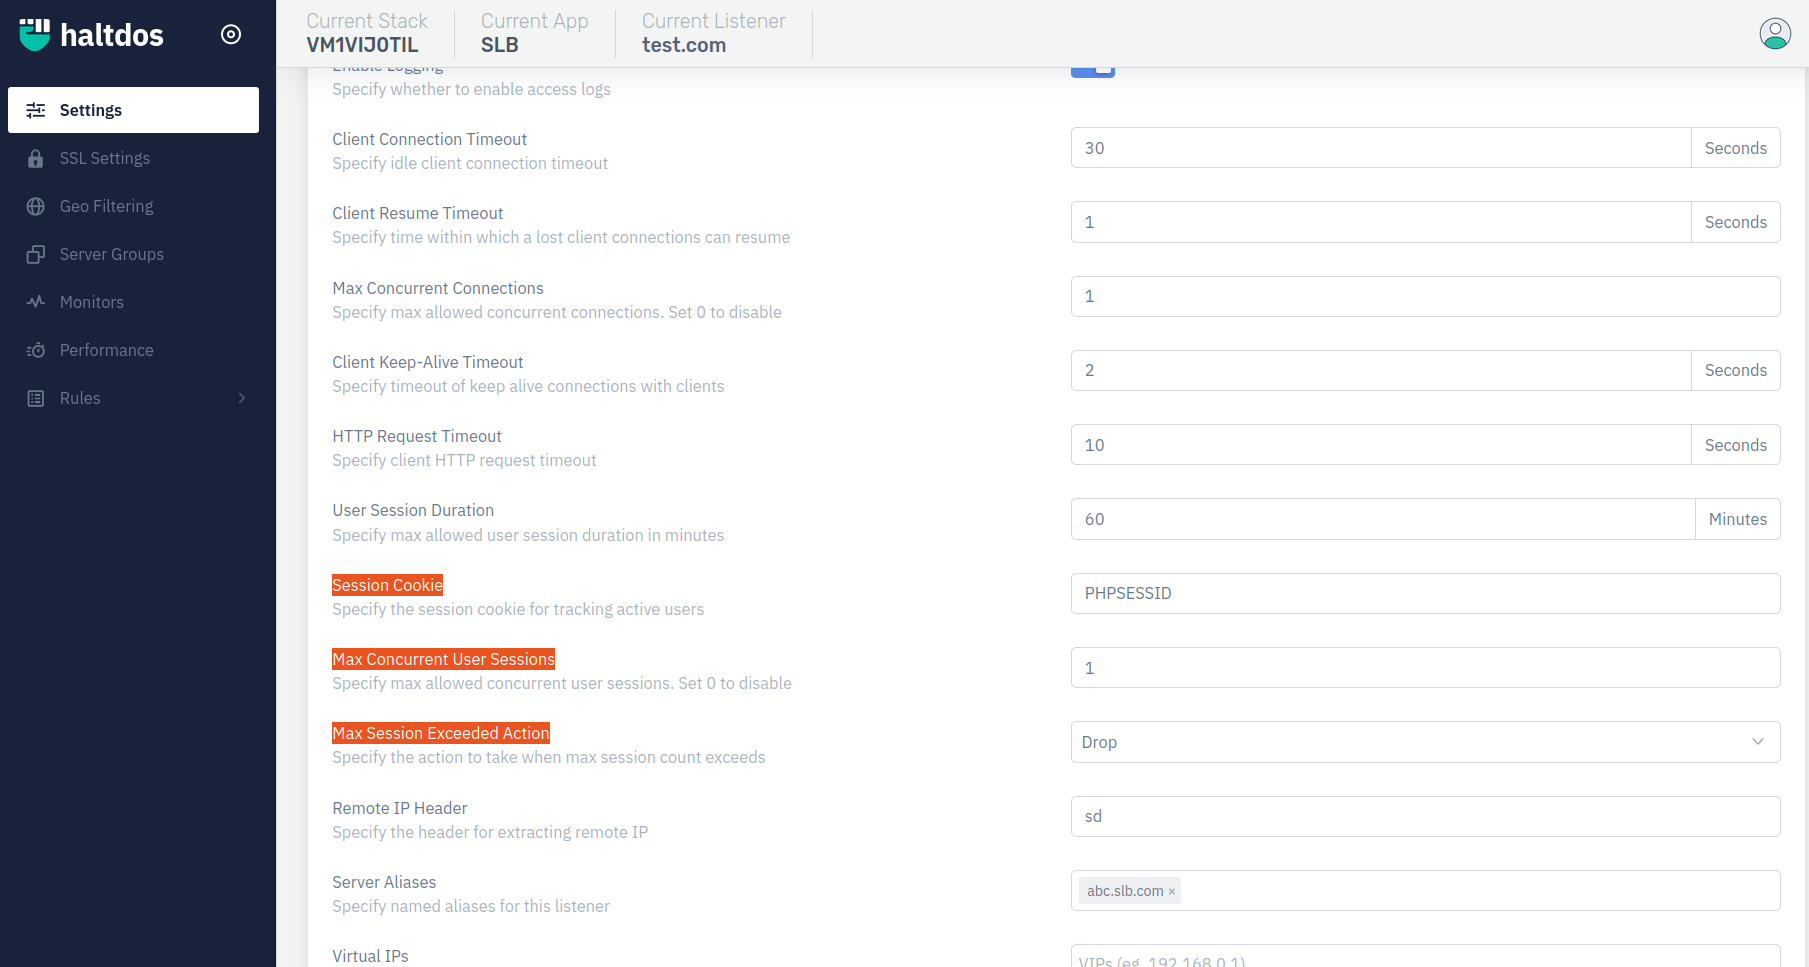 haltdos
Current Stack
VM1VIJ0TIL
Current App
SLB
Current Listener
test.com
Settings
SSL Settings
Geo Filtering
Server Groups
Monitors
Performance
Rules
Enable Logging
Specify whether to enable access logs
Client Connection Timeout
Specify idle client connection timeout
30 Seconds
Client Resume Timeout
Specify time within which a lost client connections can resume
1 Seconds
Max Concurrent Connections
Specify max allowed concurrent connections. Set 0 to disable
1
Client Keep-Alive Timeout
Specify timeout of keep alive connections with clients
2 Seconds
HTTP Request Timeout
Specify client HTTP request timeout
10 Seconds
User Session Duration
Specify max allowed user session duration in minutes
60 Minutes
Session Cookie
Specify the session cookie for tracking active users
PHPSESSID
Max Concurrent User Sessions
Specify max allowed concurrent user sessions. Set 0 to disable
1
Max Session Exceeded Action
Specify the action to take when max session count exceeds
Drop
Remote IP Header
Specify the header for extracting remote IP
sd
Server Aliases
Specify named aliases for this listener
abc.slb.com ×
Virtual IPs
VIPs (eg. 192.168.0.1)